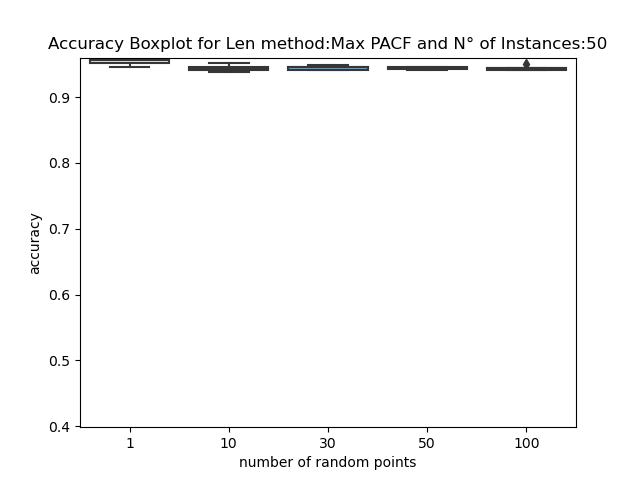 Accuracy Boxplot for Len method:Max PACF and N° of Instances:50
accuracy
0.9
0.8
0.7
0.6
0.5
0.4
1 10 30 50 100
number of random points